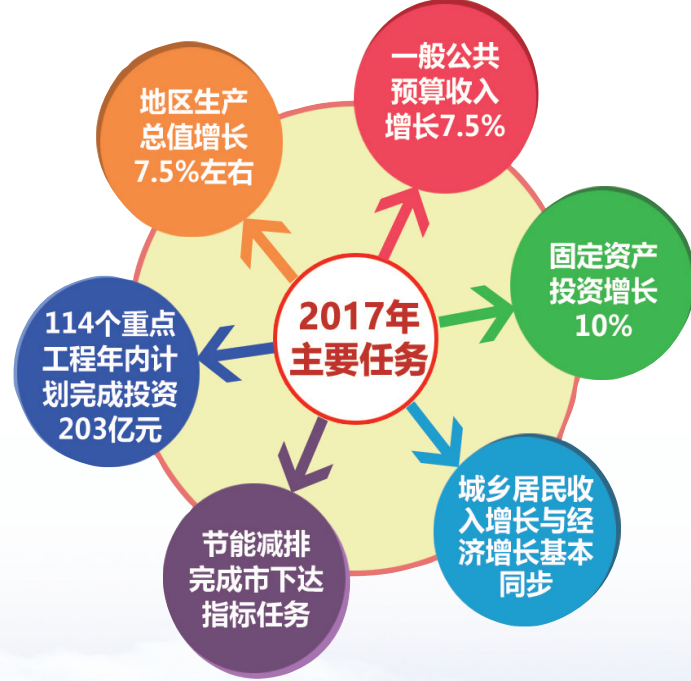 2017年
主要任务
地区生产
总值增长
7.5%左右
一般公共
预算收入
增长7.5%
固定资产
投资增长
10%
城乡居民收
入增长与经
济增长基本
同步
节能减排
完成市下达
指标任务
114个重点
工程年内计
划完成投资
203亿元